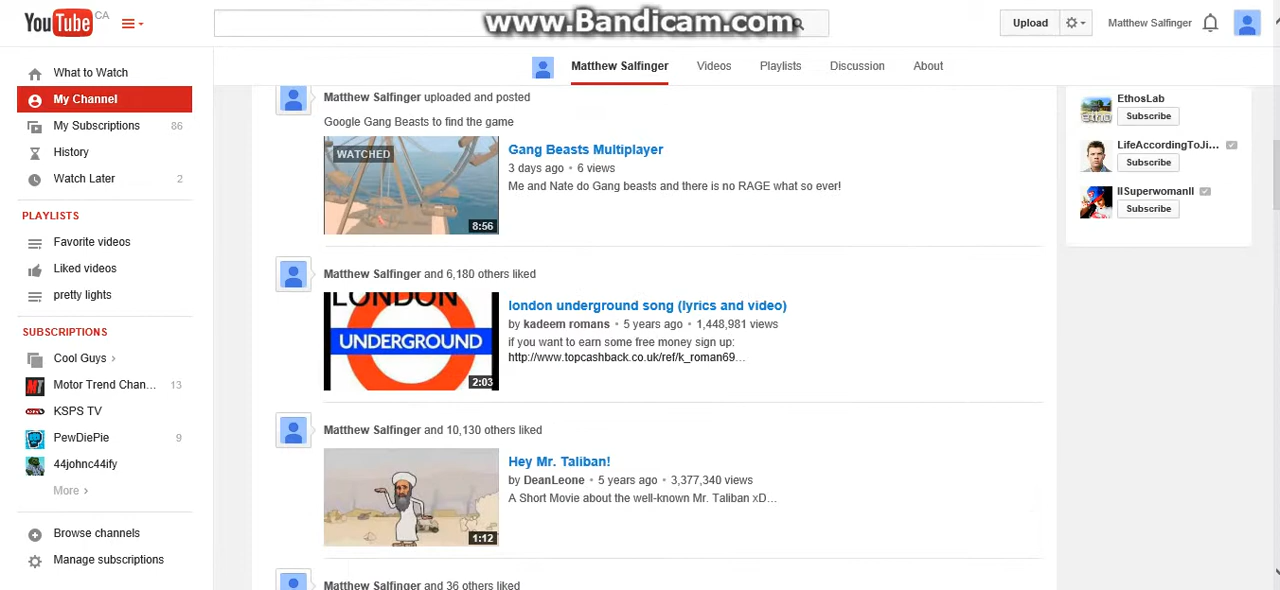 YouTube CA
www.Bandicam.com
Upload
Matthew Salfinger
What to Watch
My Channel
My Subscriptions 86
History
Watch Later 2
PLAYLISTS
Favorite videos
Liked videos
pretty lights
SUBSCRIPTIONS
Cool Guys ›
Motor Trend Chan... 13
KSPS TV
PewDiePie 9
44johnc44ify
More ›
Browse channels
Manage subscriptions
Matthew Salfinger Videos Playlists Discussion About
Matthew Salfinger uploaded and posted
Google Gang Beasts to find the game
WATCHED
8:56
Gang Beasts Multiplayer
3 days ago • 6 views
Me and Nate do Gang beasts and there is no RAGE what so ever!
Matthew Salfinger and 6,180 others liked
LONDON
UNDERGROUND
2:03
london underground song (lyrics and video)
by kadeem romans • 5 years ago • 1,448,981 views
if you want to earn some free money sign up:
http://www.topcashback.co.uk/ref/k_roman69...
Matthew Salfinger and 10,130 others liked
1:12
Hey Mr. Taliban!
by DeanLeone • 5 years ago • 3,377,340 views
A Short Movie about the well-known Mr. Taliban xD...
Matthew Salfinger and 36 others liked
EthosLab
Subscribe
LifeAccordingToJi...
Subscribe
IISuperwomanII
Subscribe